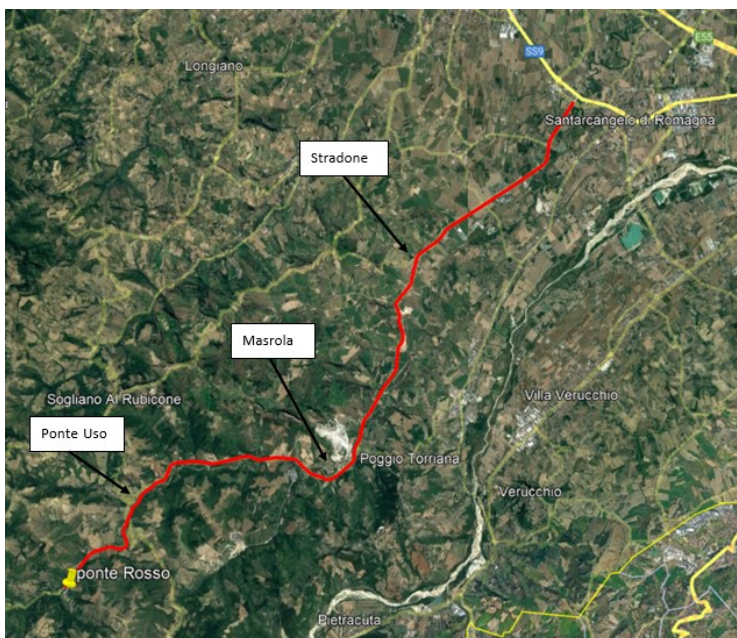 E55
SS9
Longiano
Santarcangelo d. Romagna
Stradone
Masrola
Villa Verucchio
Sogliano Al Rubicone
Ponte Uso
Poggio Torriana
Verucchio
ponte Rosso
Pietracuta